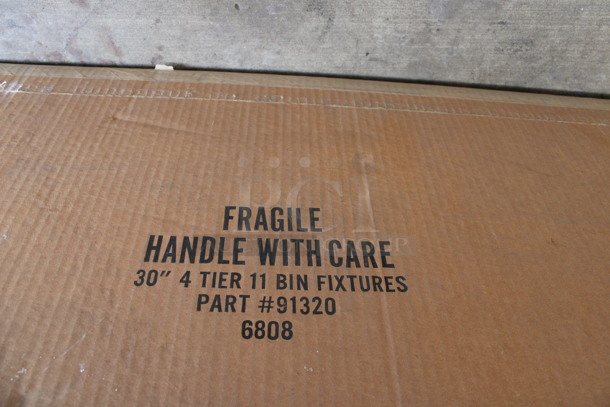 FRAGILE
HANDLE WITH CARE
30" 4 TIER 11 BIN FIXTURES
PART #91320
6808